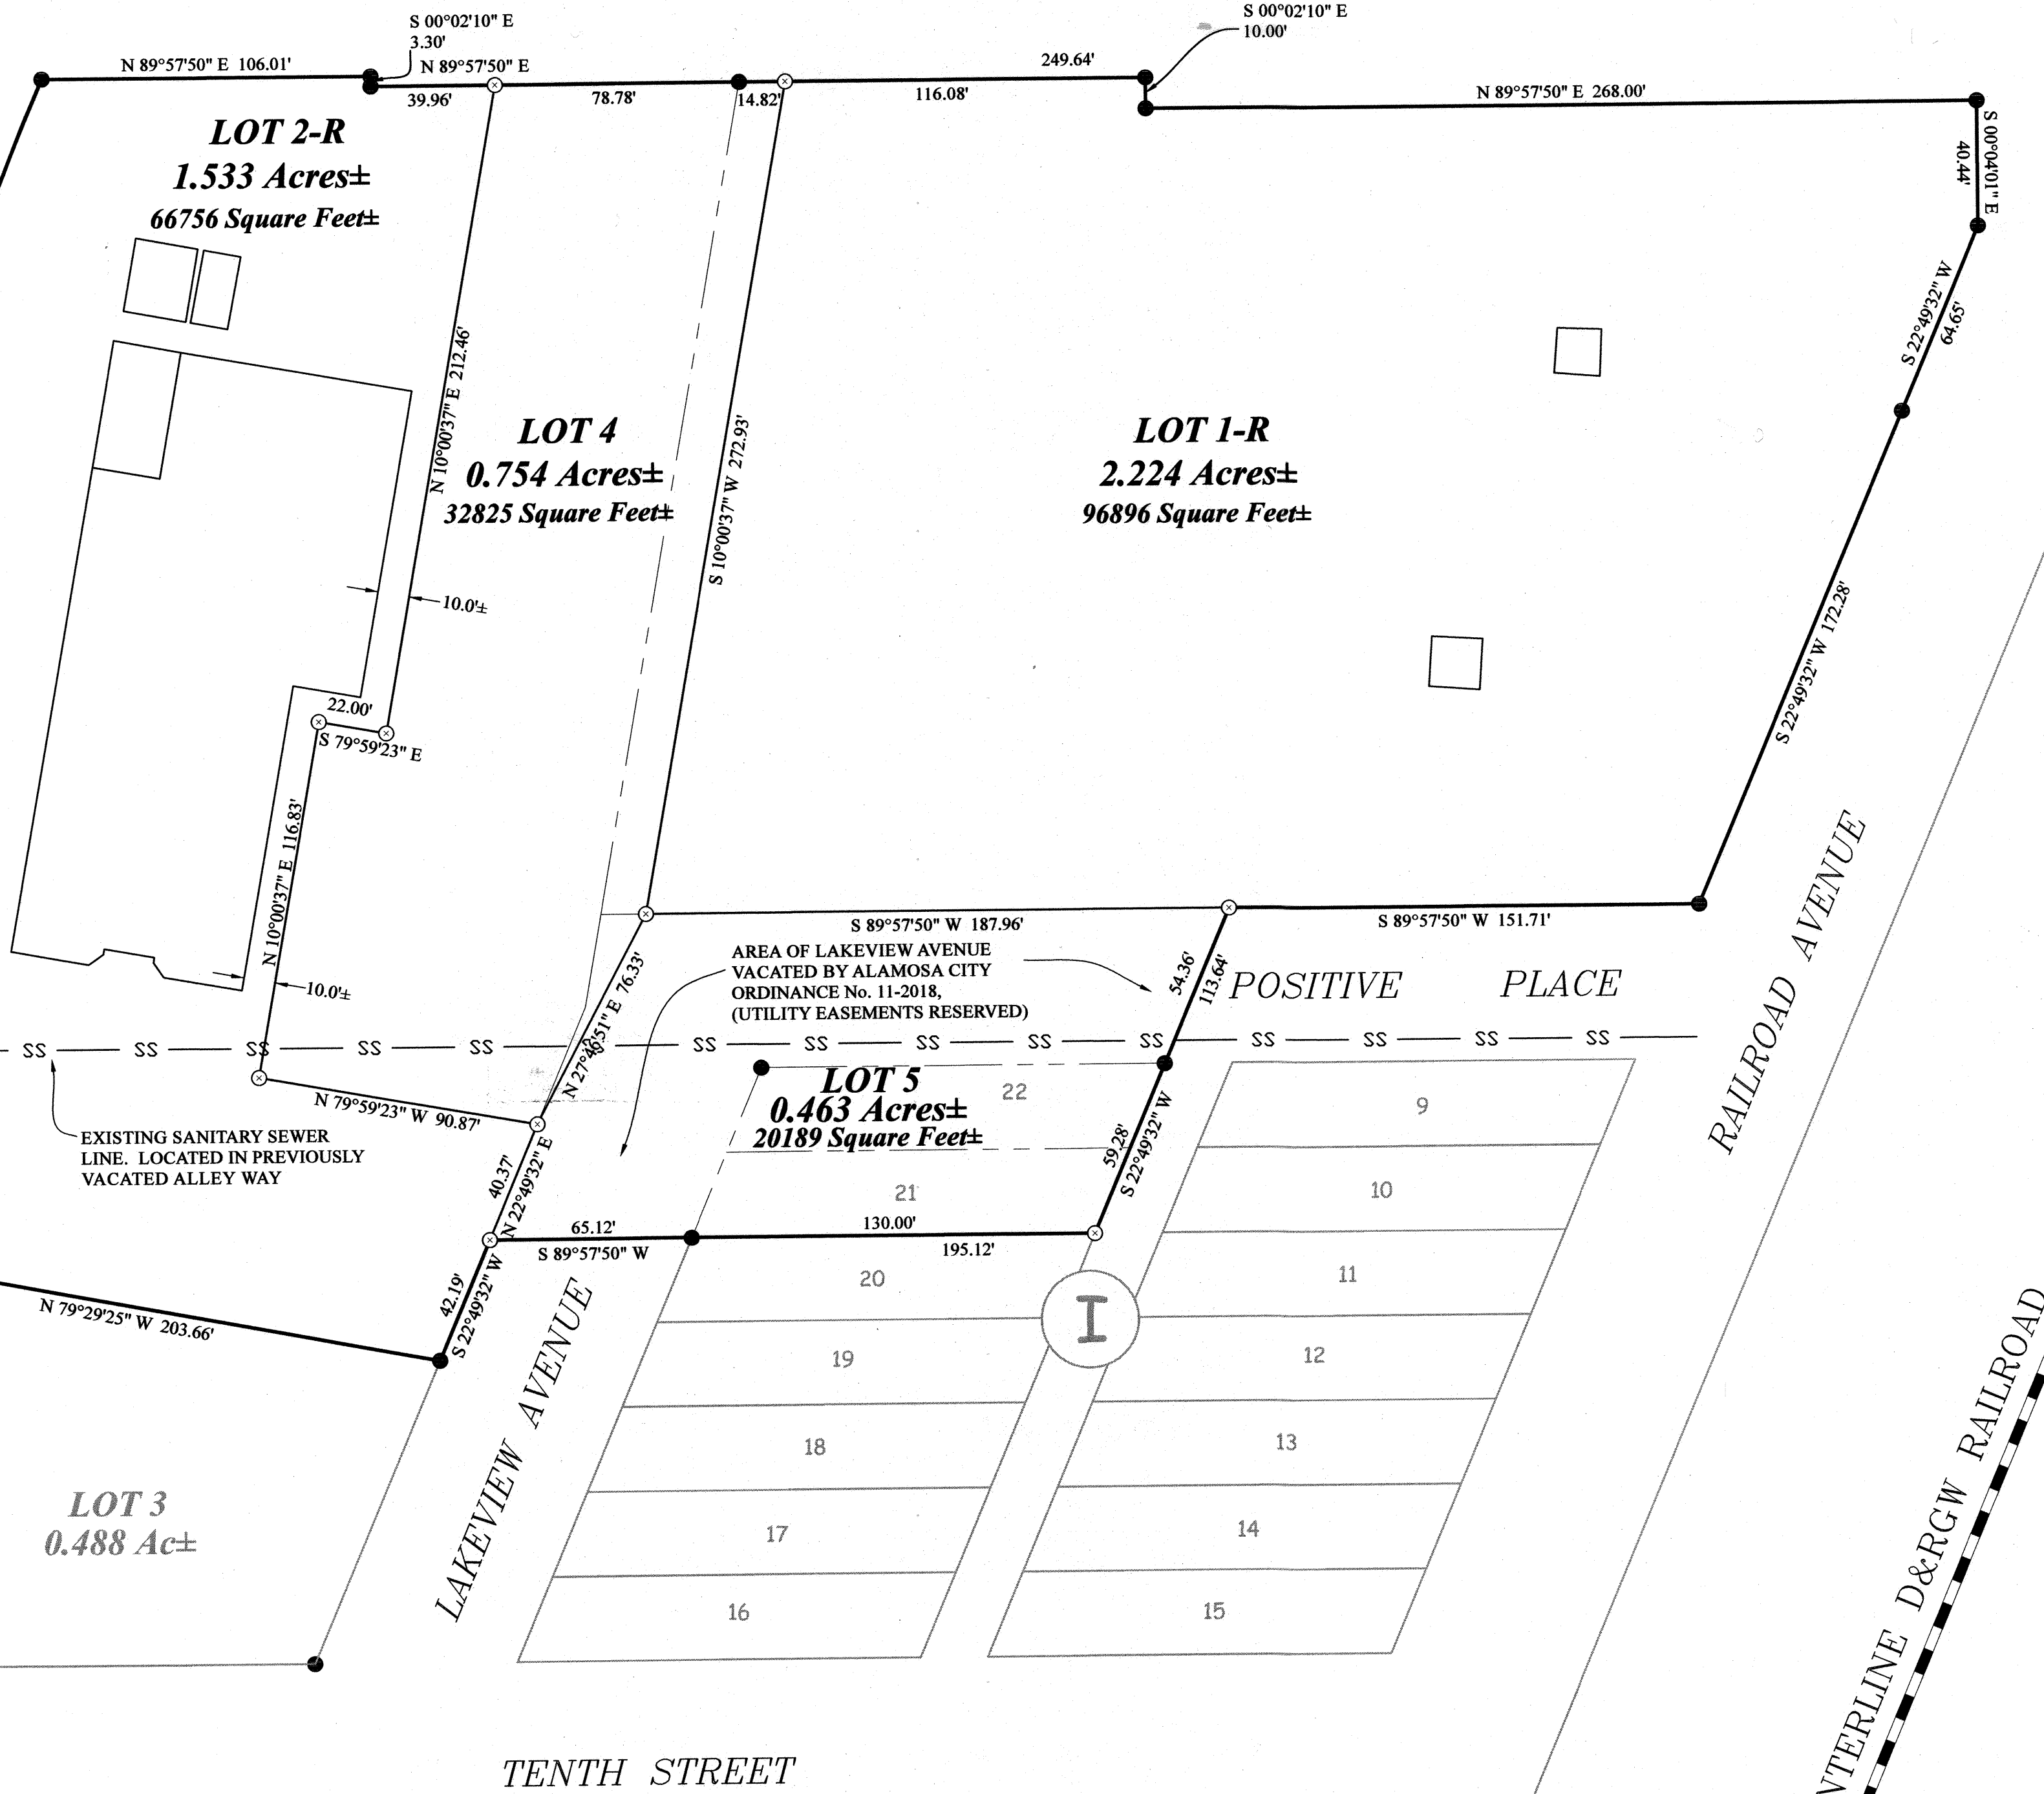 S 00°02'10" E
3.30'
S 00°02'10" E
10.00'
N 89°57'50" E 106.01'
N 89°57'50" E
249.64'
39.96'
78.78'
14.82'
116.08'
N 89°57'50" E 268.00'
S 00°04'01" E
40.44'
LOT 2-R
1.533 Acres±
66756 Square Feet±
S 22°49'32" W
64.65'
N 10°00'37" E 212.46'
LOT 4
0.754 Acres±
32825 Square Feet±
S 10°00'37" W 272.93'
LOT 1-R
2.224 Acres±
96896 Square Feet±
10.0'±
S 22°49'32" W 172.28'
22.00'
S 79°59'23" E
N 10°00'37" E 116.83'
S 89°57'50" W 187.96'
S 89°57'50" W 151.71'
AREA OF LAKEVIEW AVENUE
VACATED BY ALAMOSA CITY
ORDINANCE No. 11-2018,
(UTILITY EASEMENTS RESERVED)
54.36'
113.64'
POSITIVE PLACE
RAILROAD AVENUE
10.0'±
N 27°46'51" E 76.33'
SS SS SS SS SS SS SS SS SS SS SS SS SS SS
LOT 5
0.463 Acres±
20189 Square Feet±
22
9
N 79°59'23" W 90.87'
EXISTING SANITARY SEWER
LINE. LOCATED IN PREVIOUSLY
VACATED ALLEY WAY
59.28'
S 22°49'32" W
40.37'
N 22°49'32" E
21
10
65.12'
S 89°57'50" W
130.00'
195.12'
42.19'
S 22°49'32" W
N 79°29'25" W 203.66'
20
11
I
19
12
18
13
LAKEVIEW AVENUE
LOT 3
0.488 Ac±
17
14
16
15
NTERLINE D&RGW RAILROAD
TENTH STREET